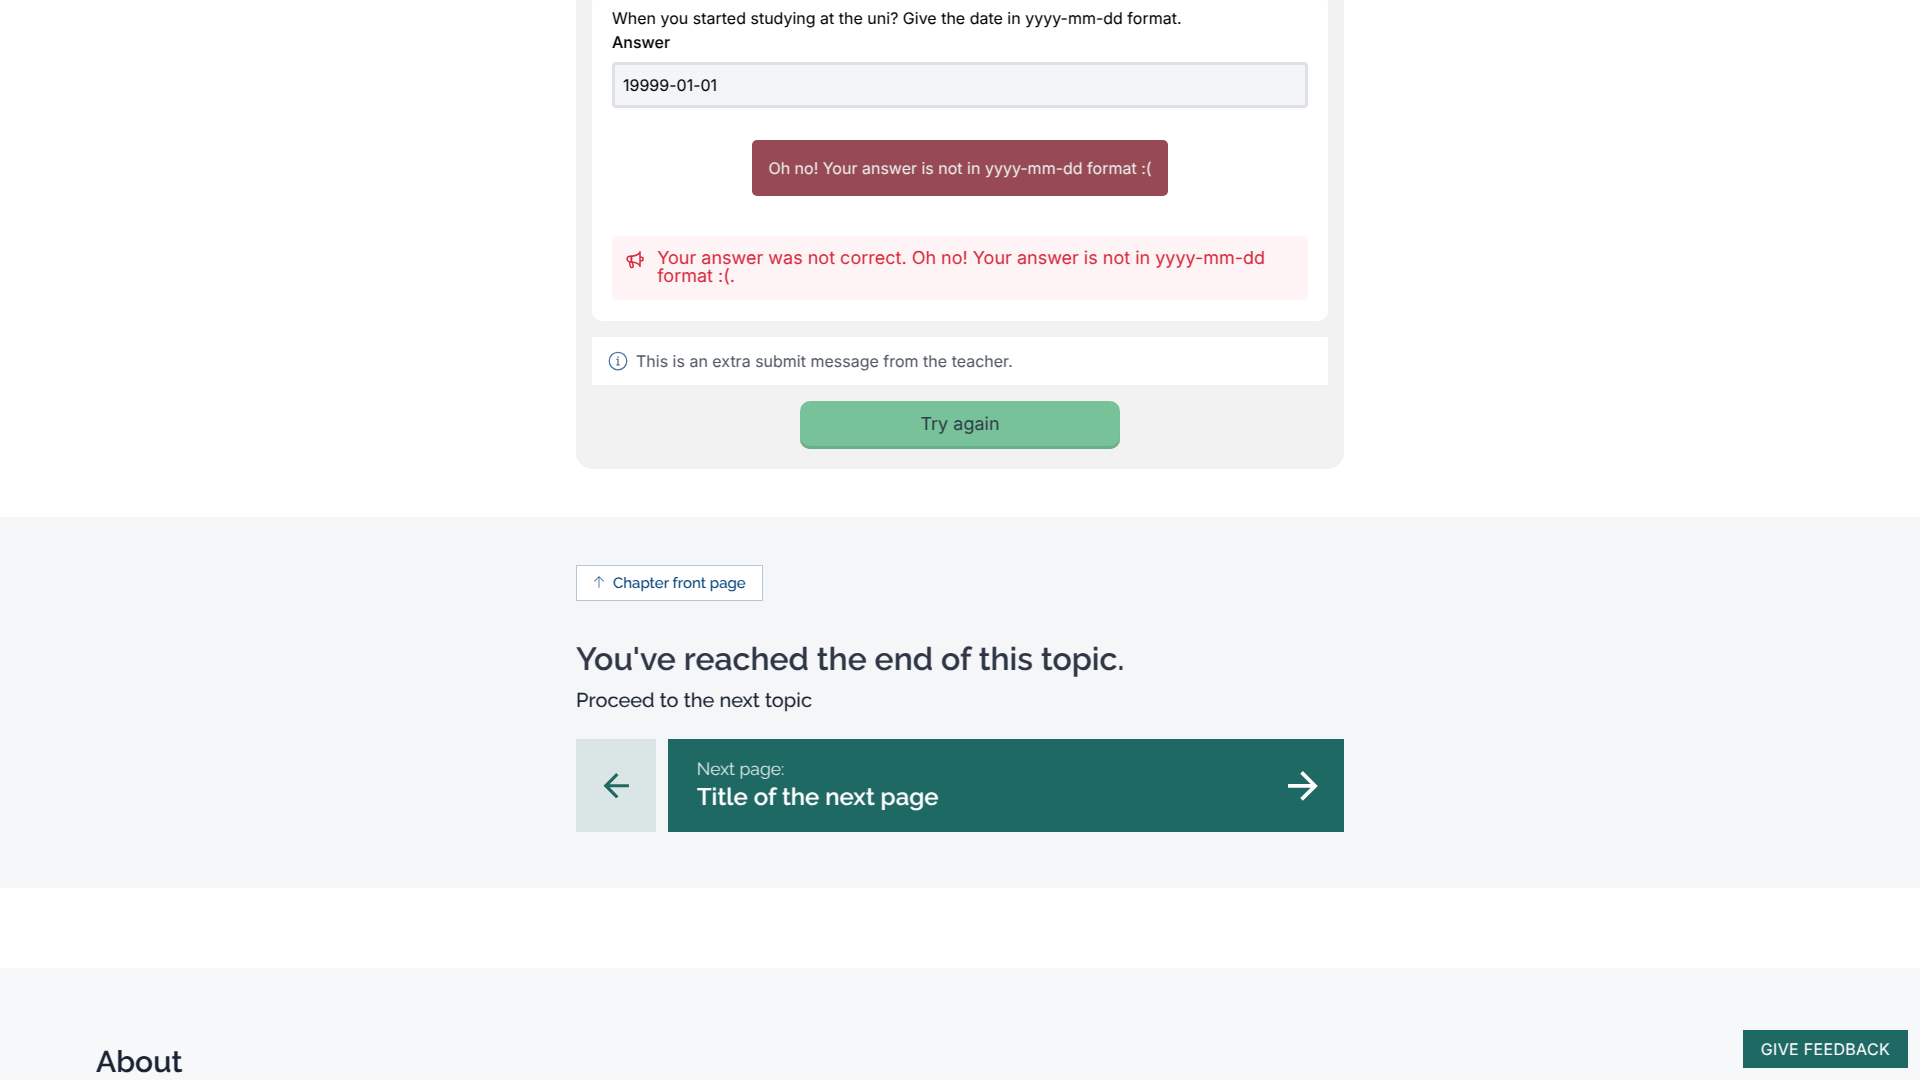 When you started studying at the uni? Give the date in yyyy-mm-dd format.
Answer
19999-01-01
Oh no! Your answer is not in yyyy-mm-dd format :(
Your answer was not correct. Oh no! Your answer is not in yyyy-mm-dd
format :(.
This is an extra submit message from the teacher.
Try again
Chapter front page
You've reached the end of this topic.
Proceed to the next topic
Next page:
Title of the next page
About
GIVE FEEDBACK